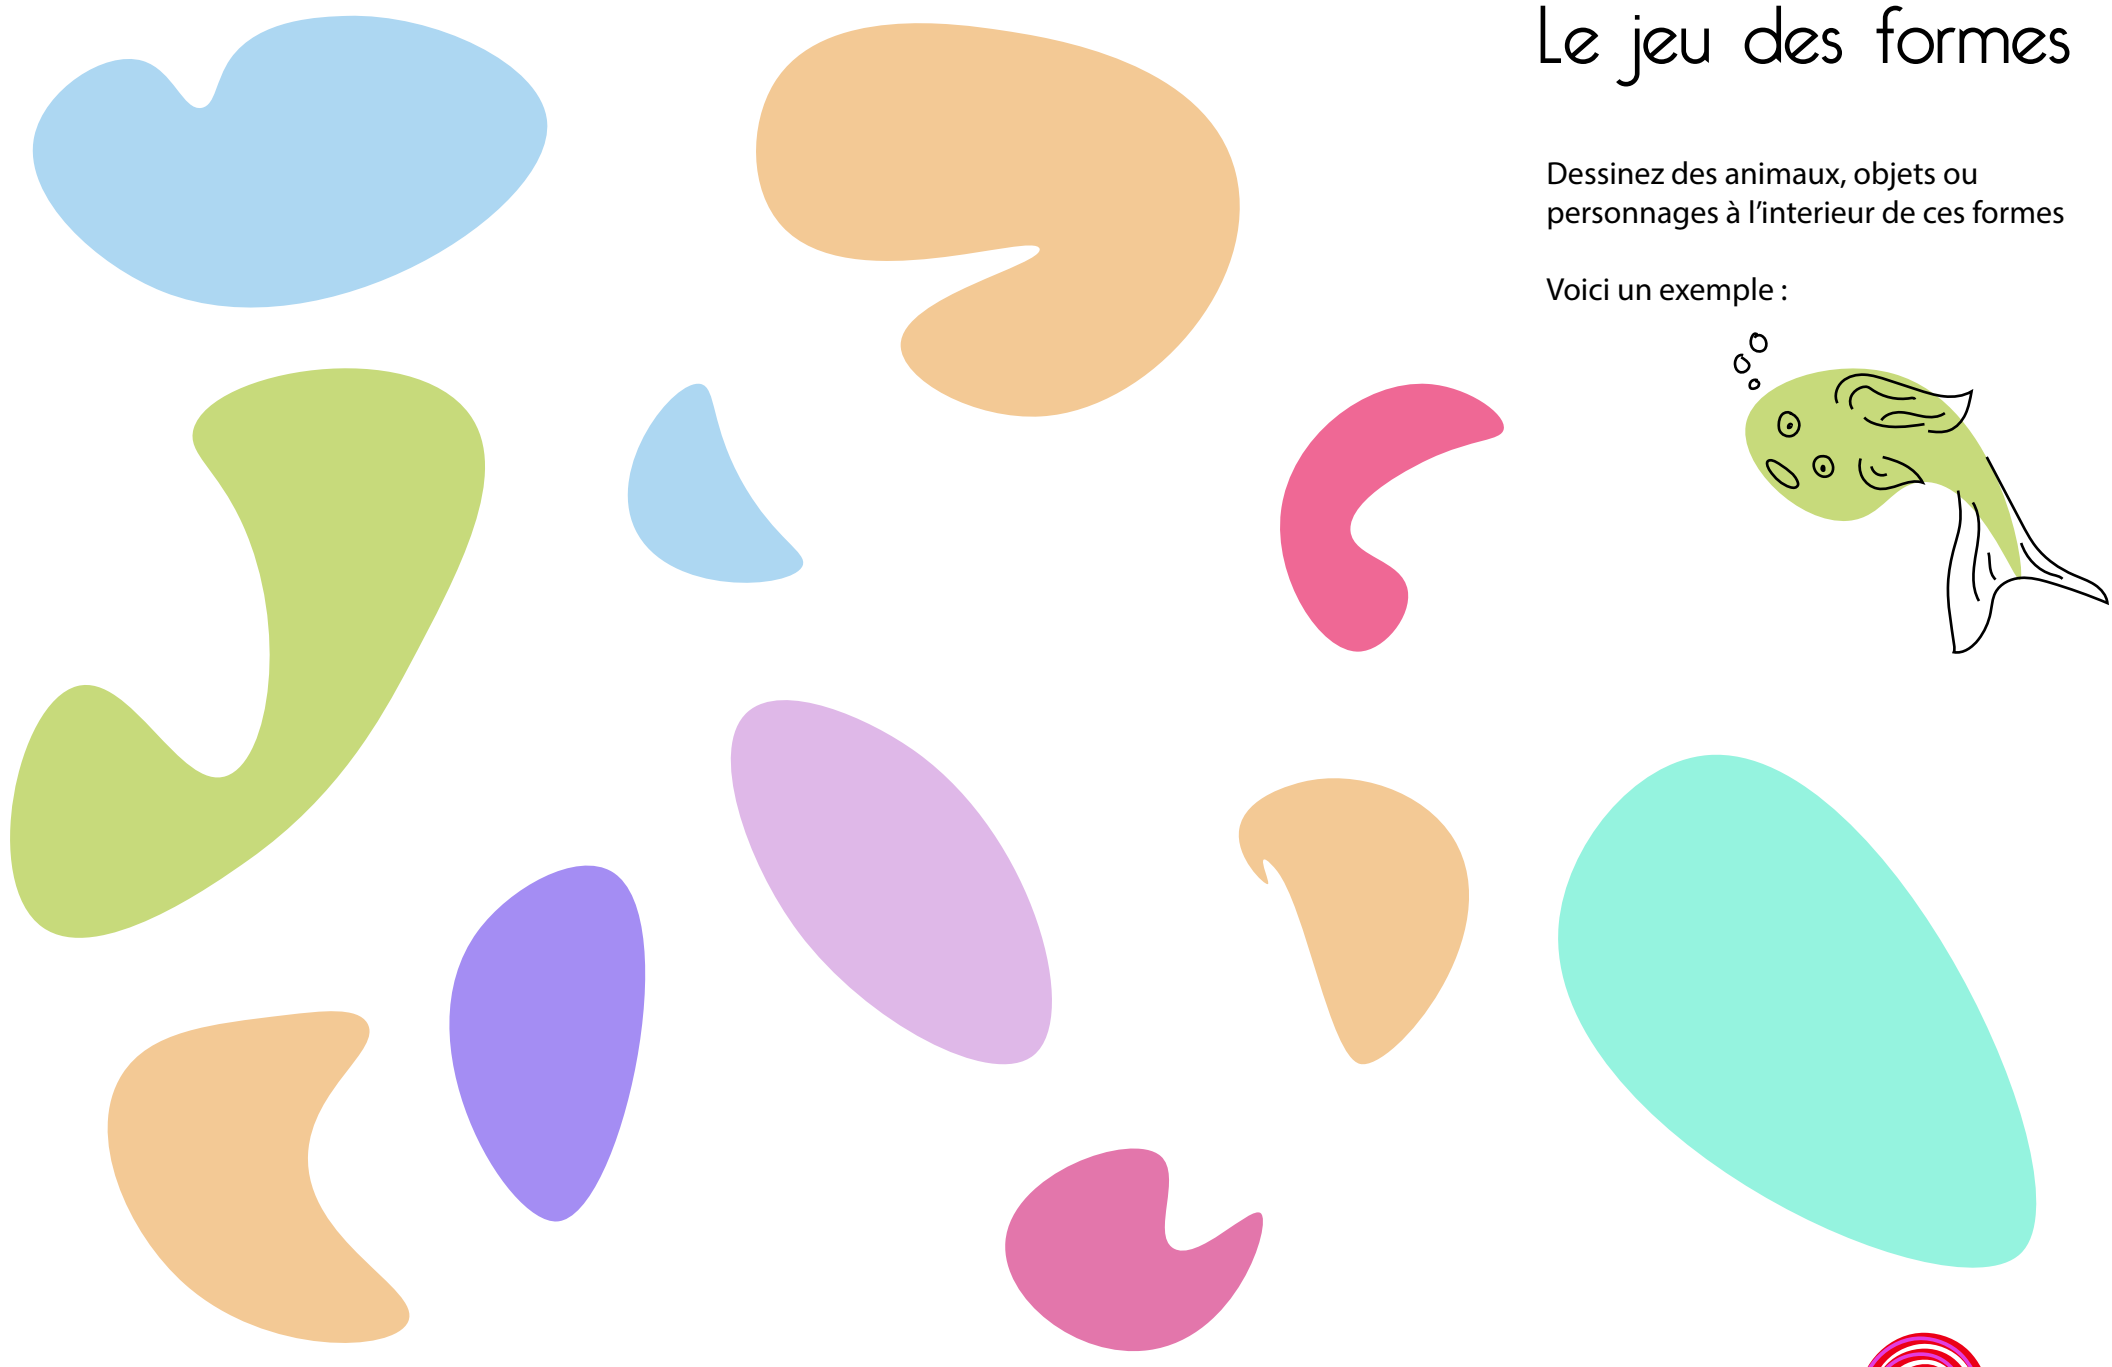 Le jeu des formes
Dessinez des animaux, objets ou
personnages à l’interieur de ces formes
Voici un exemple :